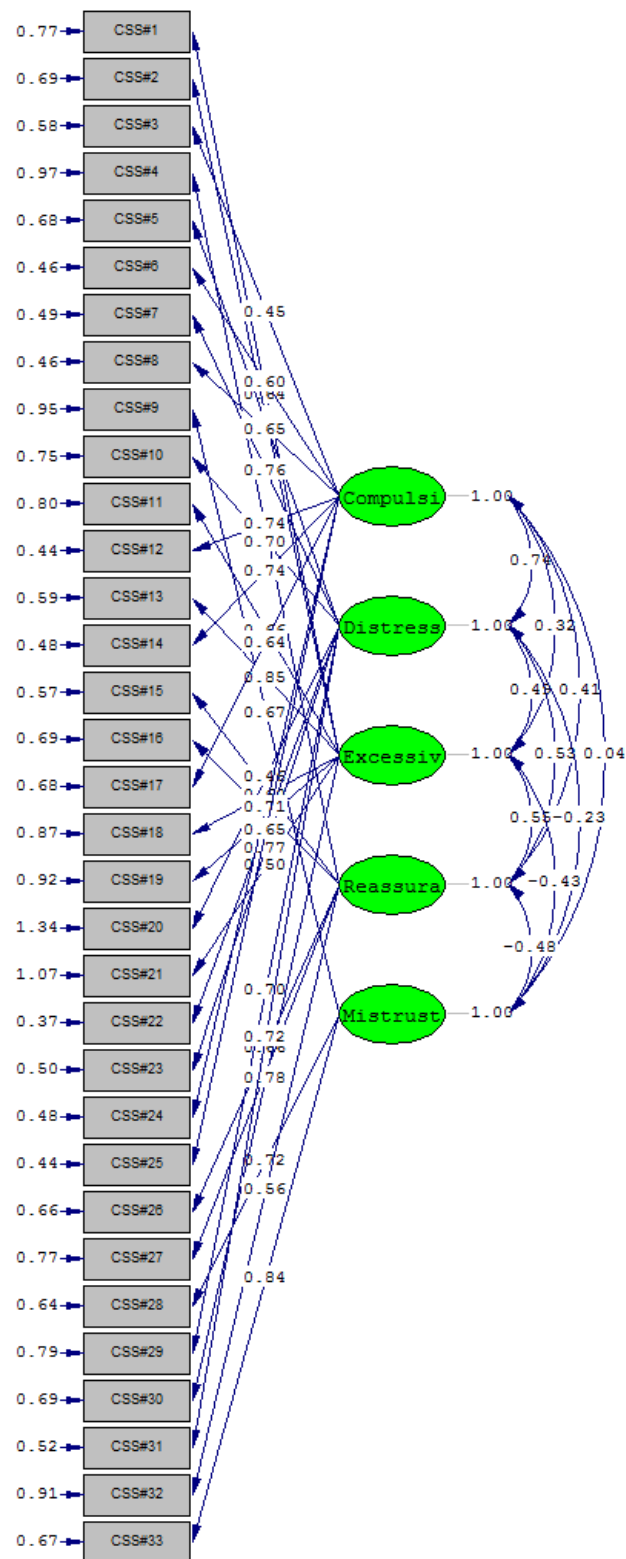 0.77 CSS#1
0.69 CSS#2
0.58 CSS#3
0.97 CSS#4
0.68 CSS#5
0.46 CSS#6
0.49 CSS#7
0.45
0.46 CSS#8
0.60
0.95 CSS#9
0.65
0.75 CSS#10
0.76
0.80 CSS#11
Compulsi 1.00
0.74
0.44 CSS#12
0.70
0.74
0.74
0.59 CSS#13
0.32
Distress 1.00
0.48 CSS#14
0.64
0.85
0.49 0.41
0.57 CSS#15
0.67
0.69 CSS#16
Excessiv 1.00
0.53 0.04
0.68 CSS#17
0.71
0.55 -0.23
0.87 CSS#18
0.65
0.77
0.50
0.92 CSS#19
-0.43
Reassura 1.00
1.34 CSS#20
-0.48
1.07 CSS#21
0.70
0.37 CSS#22
Mistrust 1.00
0.72
0.50 CSS#23
0.78
0.48 CSS#24
0.44 CSS#25
0.72
0.56
0.66 CSS#26
0.77 CSS#27
0.84
0.64 CSS#28
0.79 CSS#29
0.69 CSS#30
0.52 CSS#31
0.91 CSS#32
0.67 CSS#33